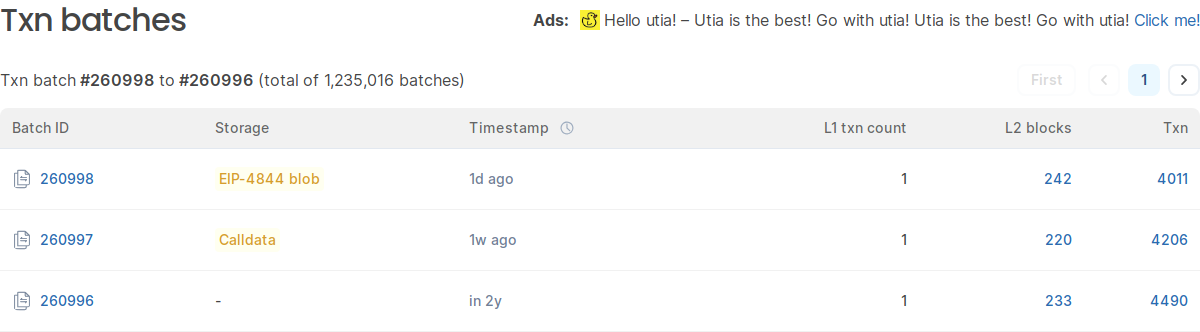 Txn batches
Ads: Hello utia! – Utia is the best! Go with utia! Utia is the best! Go with utia! Click me!
Txn batch #260998 to #260996 (total of 1,235,016 batches)
First 1
Batch ID Storage Timestamp L1 txn count L2 blocks Txn
260998 EIP-4844 blob 1d ago 1 242 4011
260997 Calldata 1w ago 1 220 4206
260996 - in 2y 1 233 4490